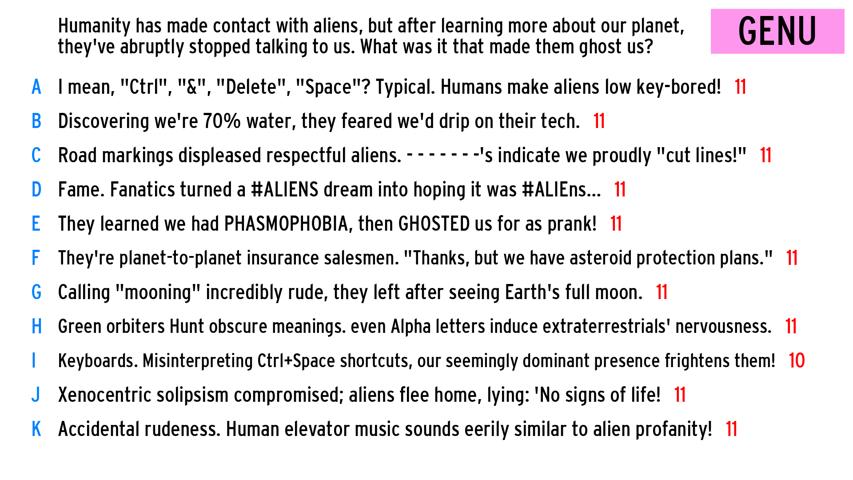 Humanity has made contact with aliens, but after learning more about our planet,
they've abruptly stopped talking to us. What was it that made them ghost us?
GENU
A I mean, "Ctrl", "&", "Delete", "Space"? Typical. Humans make aliens low key-bored! 11
B Discovering we're 70% water, they feared we'd drip on their tech. 11
C Road markings displeased respectful aliens. - - - - - - -'s indicate we proudly "cut lines!" 11
D Fame. Fanatics turned a #ALIENS dream into hoping it was #ALIEns... 11
E They learned we had PHASMOPHOBIA, then GHOSTED us for as prank! 11
F They're planet-to-planet insurance salesmen. "Thanks, but we have asteroid protection plans." 11
G Calling "mooning" incredibly rude, they left after seeing Earth's full moon. 11
H Green orbiters Hunt obscure meanings. even Alpha letters induce extraterrestrials' nervousness. 11
I Keyboards. Misinterpreting Ctrl+Space shortcuts, our seemingly dominant presence frightens them! 10
J Xenocentric solipsism compromised; aliens flee home, lying: 'No signs of life! 11
K Accidental rudeness. Human elevator music sounds eerily similar to alien profanity! 11